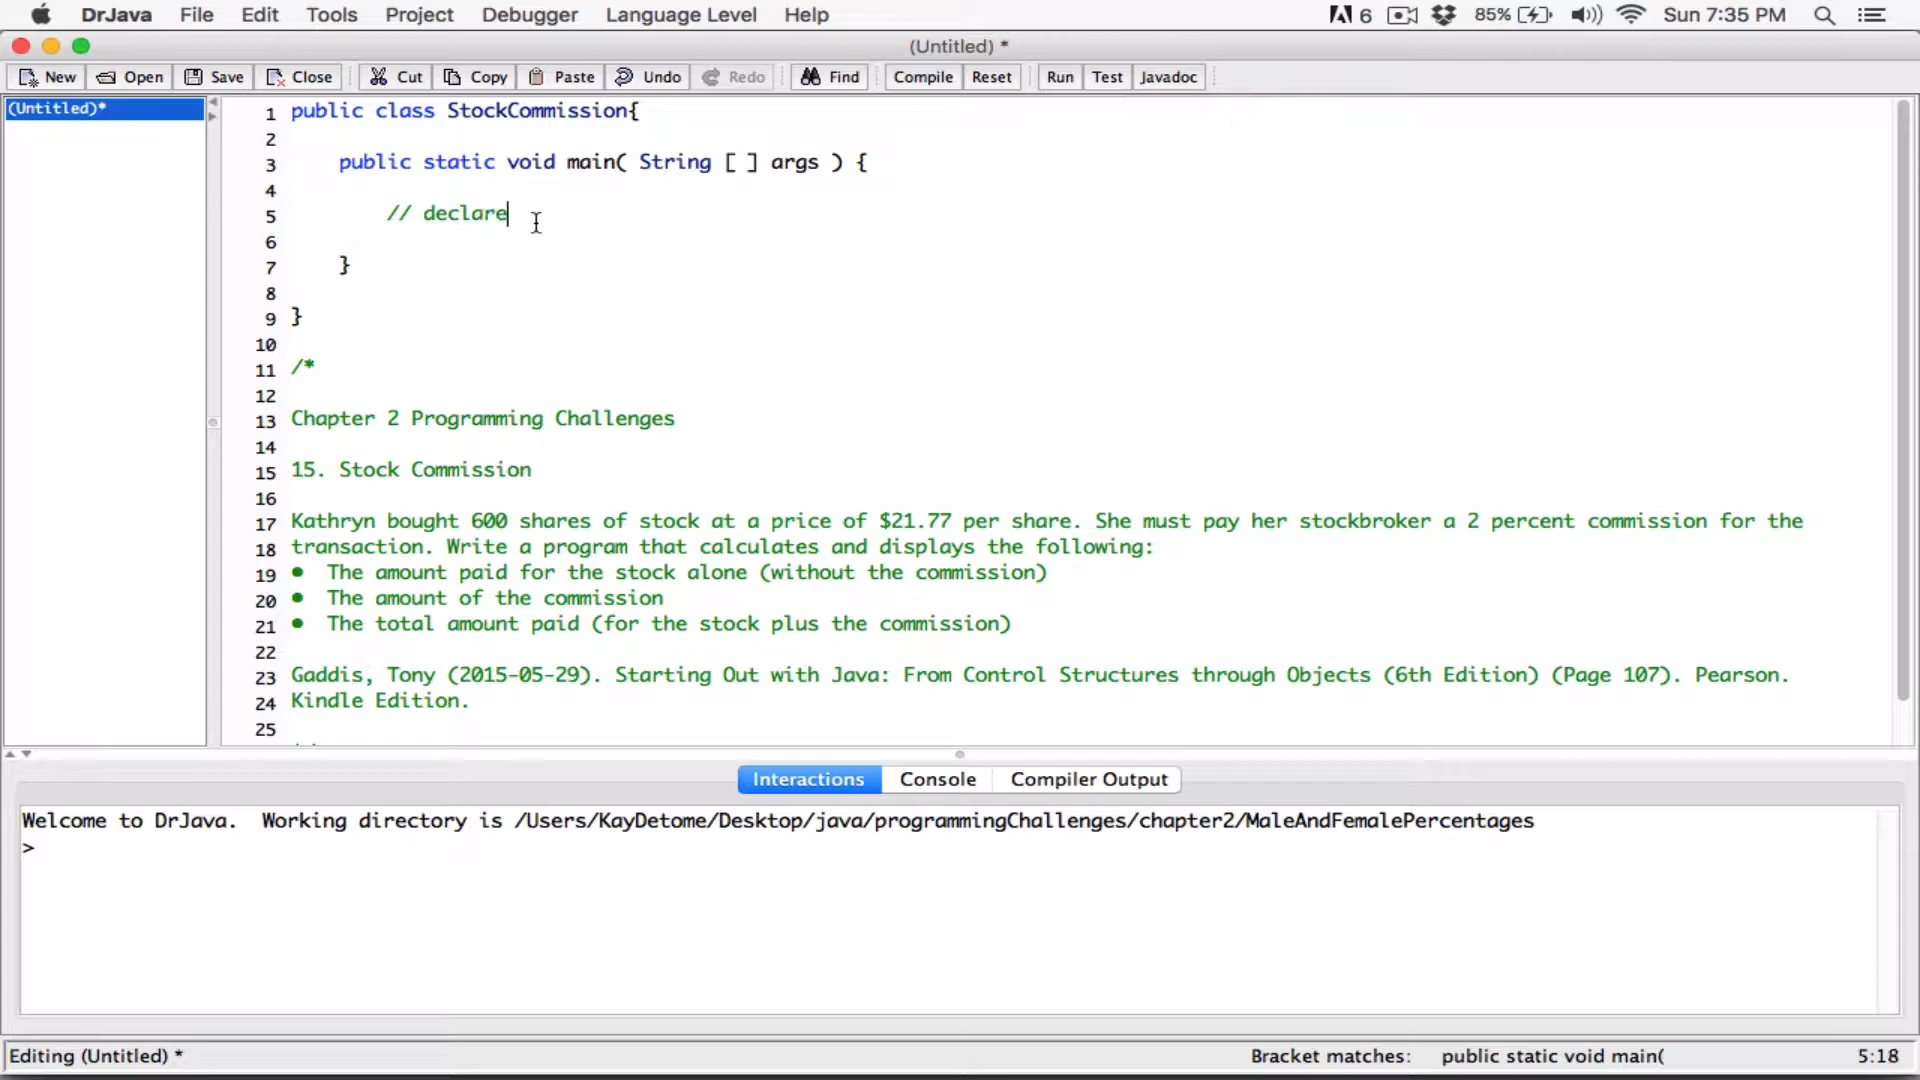 DrJava File Edit Tools Project Debugger Language Level Help 6 85% Sun 7:35 PM
(Untitled) *
New Open Save Close Cut Copy Paste Undo Redo Find Compile Reset Run Test Javadoc
(Untitled)*
1 public class StockCommission{
2
3 public static void main( String [ ] args ) {
4
5 // declare
6
7 }
8
9 }
10
11 /*
12
13 Chapter 2 Programming Challenges
14
15 15. Stock Commission
16
17 Kathryn bought 600 shares of stock at a price of $21.77 per share. She must pay her stockbroker a 2 percent commission for the
18 transaction. Write a program that calculates and displays the following:
19 • The amount paid for the stock alone (without the commission)
20 • The amount of the commission
21 • The total amount paid (for the stock plus the commission)
22
23 Gaddis, Tony (2015-05-29). Starting Out with Java: From Control Structures through Objects (6th Edition) (Page 107). Pearson.
24 Kindle Edition.
25
Interactions Console Compiler Output
Welcome to DrJava. Working directory is /Users/KayDetome/Desktop/java/programmingChallenges/chapter2/MaleAndFemalePercentages
>
Editing (Untitled) * Bracket matches: public static void main( 5:18